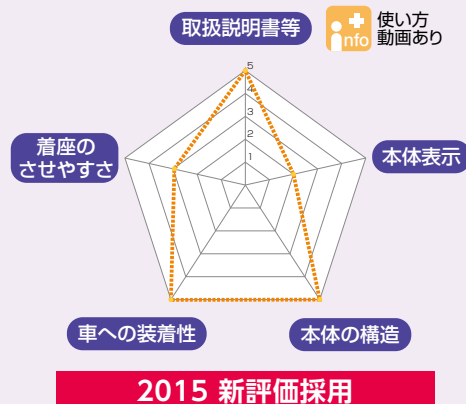 取扱説明書等
info
使い方
動画あり
5
4
3
2
1
着座の
させやすさ
本体表示
車への装着性
本体の構造
2015 新評価採用